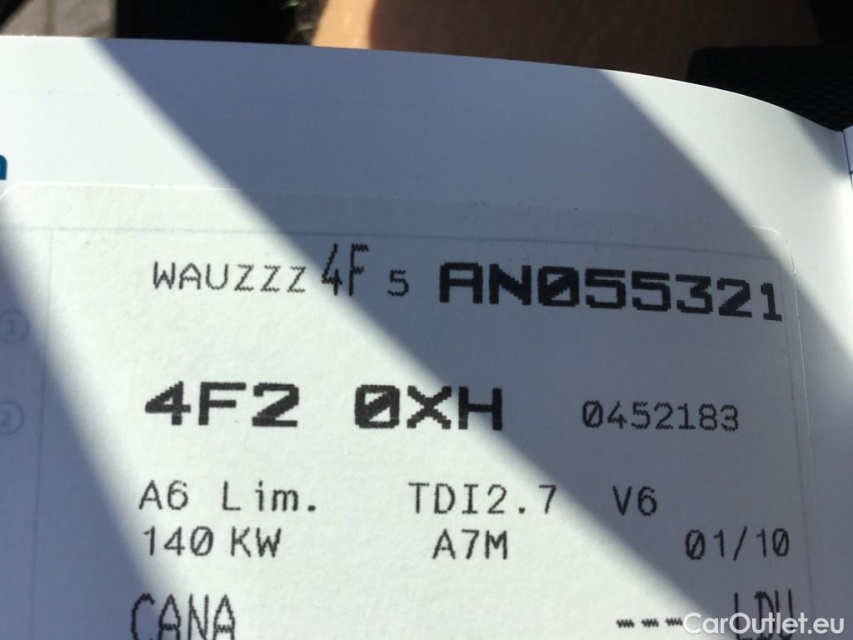 WAUZZZ 4F 5 AN055321
4F2 0XH 0452183
A6 Lim. TDI2.7 V6
140 KW A7M 01/10
CANA ---
CarOutlet.eu